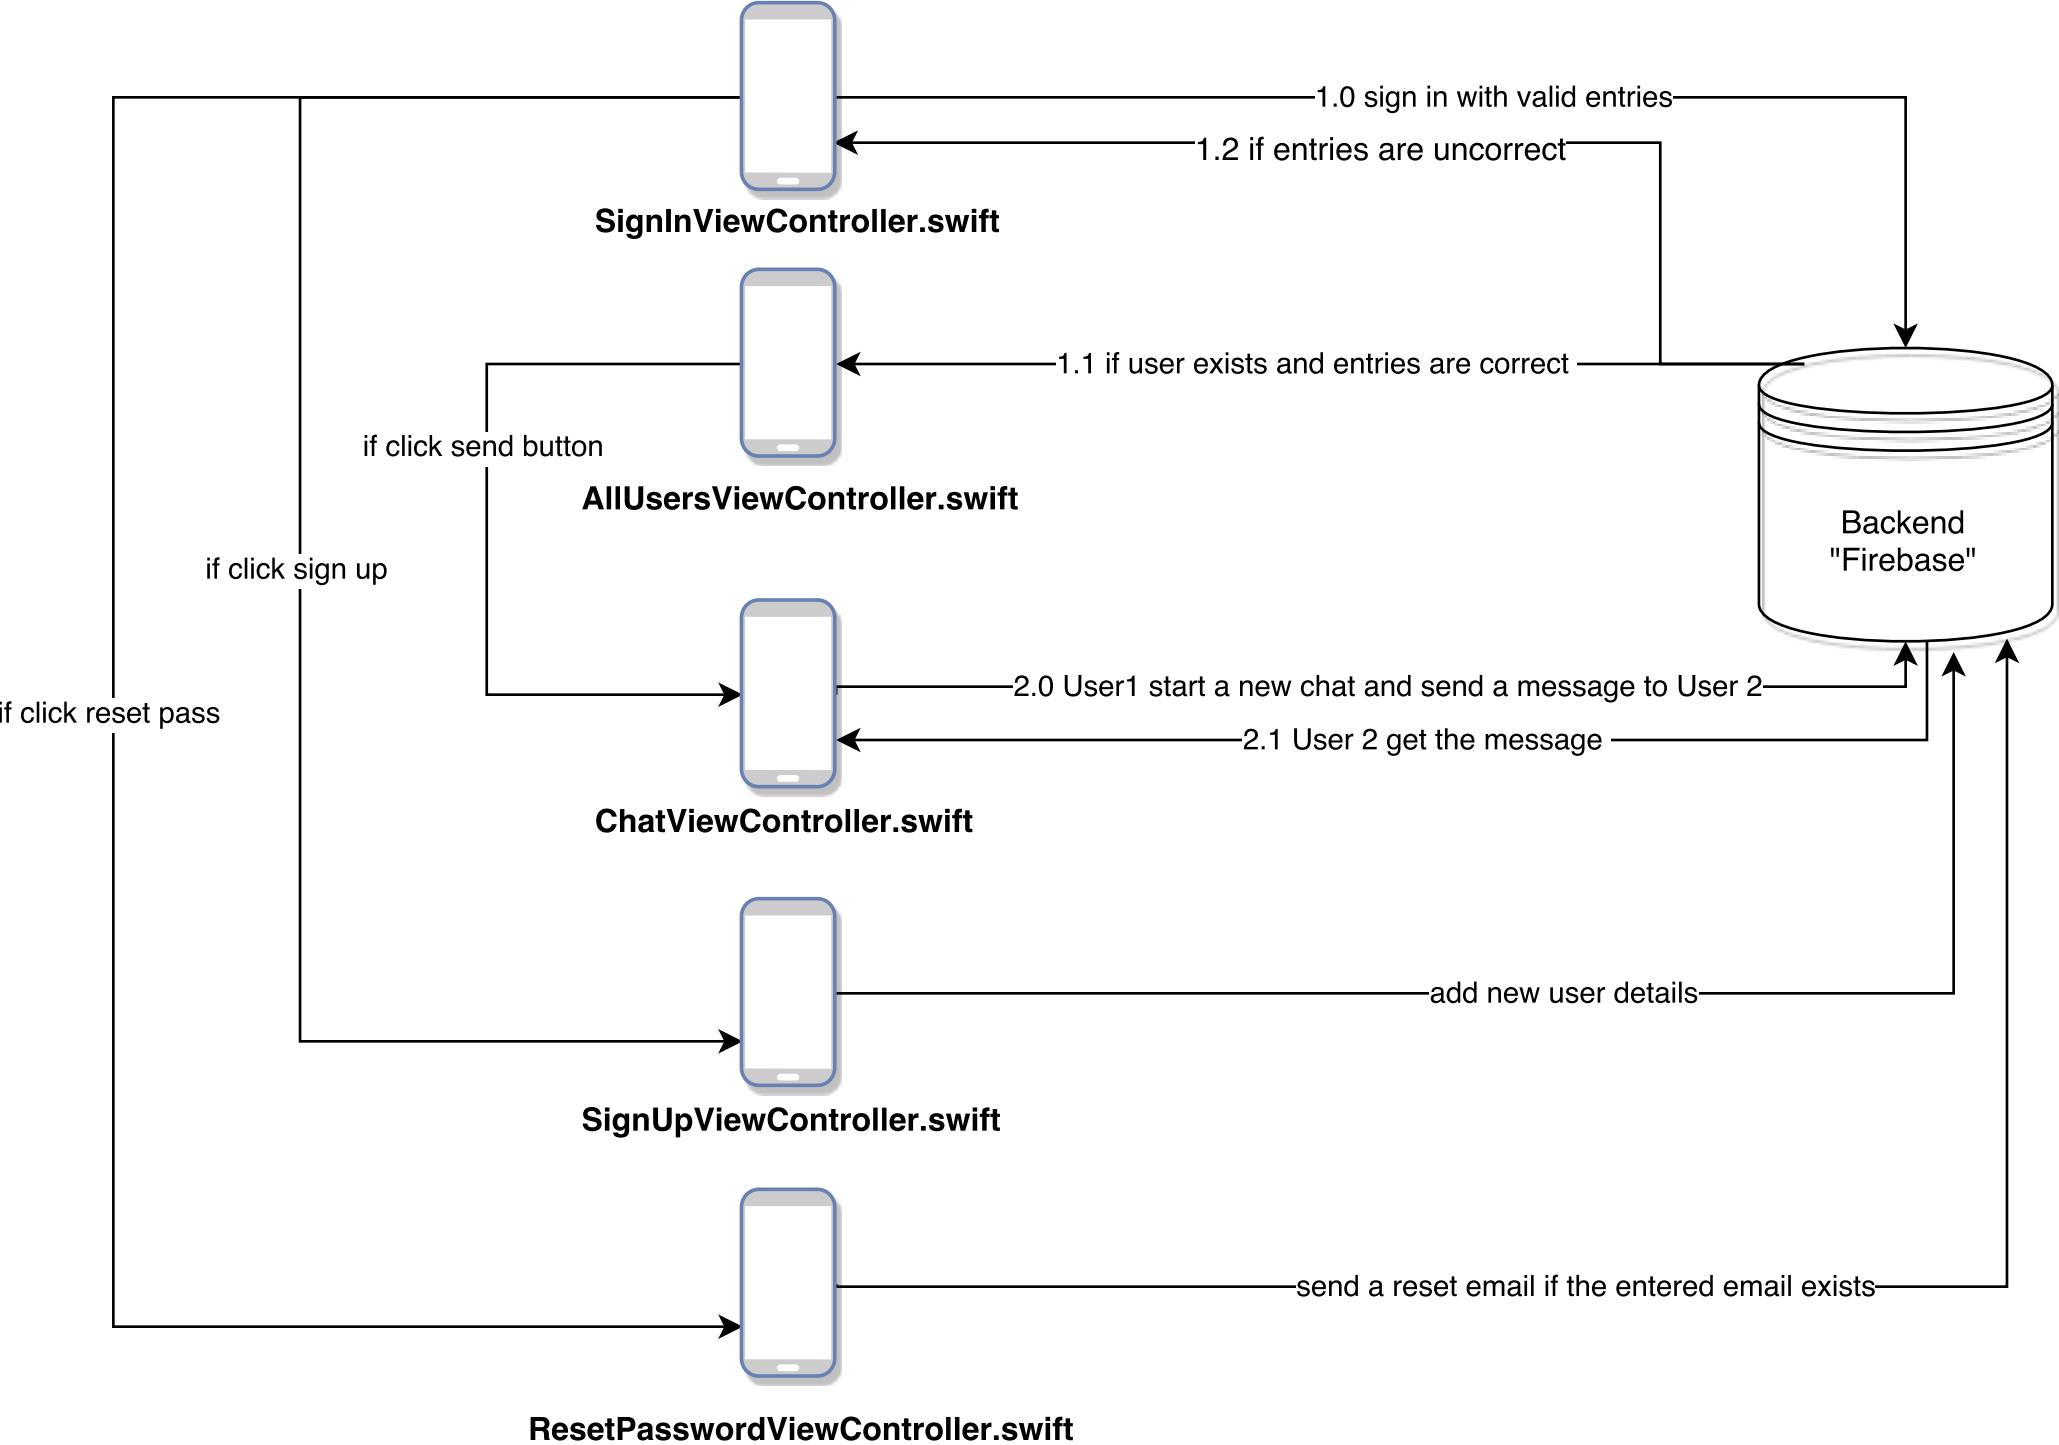 1.0 sign in with valid entries
1.2 if entries are uncorrect
SignInViewController.swift
1.1 if user exists and entries are correct
if click send button
AllUsersViewController.swift
Backend
"Firebase"
if click sign up
2.0 User1 start a new chat and send a message to User 2
if click reset pass
2.1 User 2 get the message
ChatViewController.swift
add new user details
SignUpViewController.swift
send a reset email if the entered email exists
ResetPasswordViewController.swift